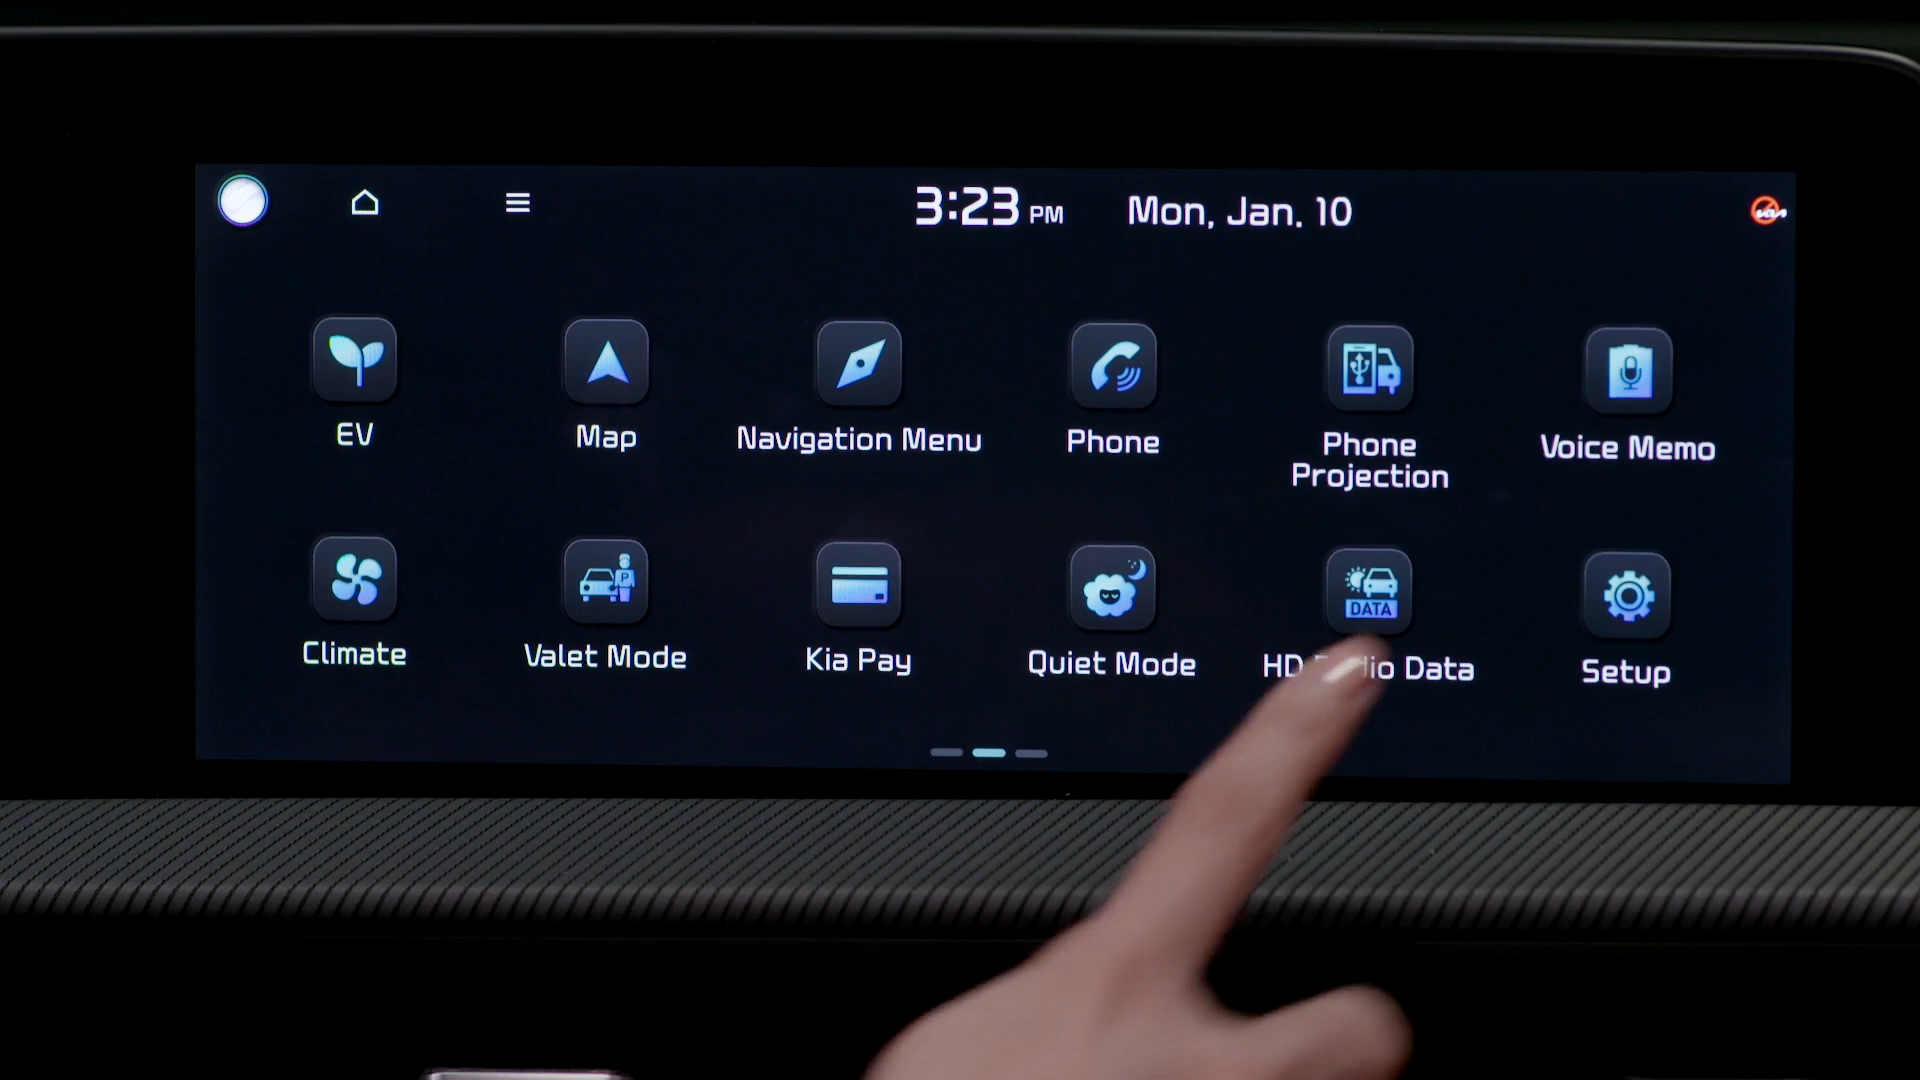 3:23 PM Mon, Jan. 10
EV
Map
Navigation Menu
Phone
Phone
Projection
Voice Memo
Climate
Valet Mode
P
Kia Pay
Quiet Mode
DATA
HD Data
Setup